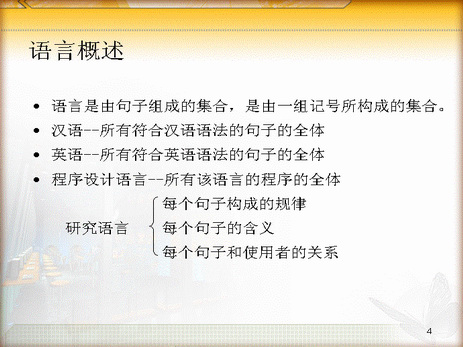 语言概述
• 语言是由句子组成的集合，是由一组记号所构成的集合。
• 汉语--所有符合汉语语法的句子的全体
• 英语--所有符合英语语法的句子的全体
• 程序设计语言--所有该语言的程序的全体
每个句子构成的规律
研究语言
每个句子的含义
每个句子和使用者的关系
4